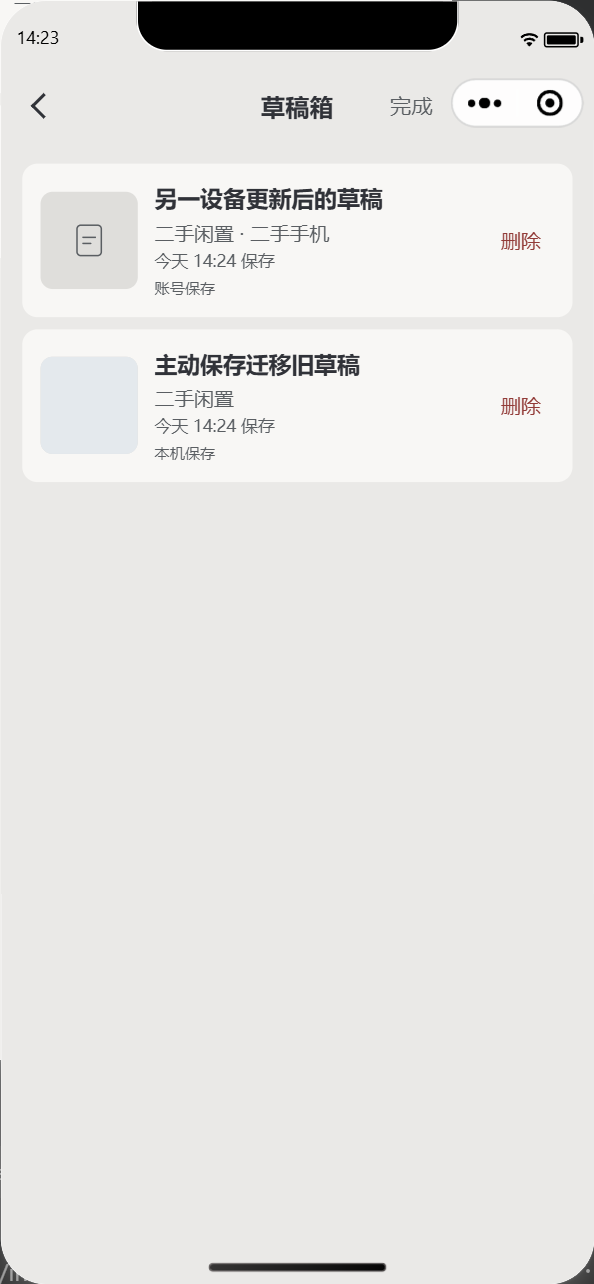 14:23
草稿箱 完成
另一设备更新后的草稿
二手闲置 · 二手手机
今天 14:24 保存
账号保存
删除
主动保存迁移旧草稿
二手闲置
今天 14:24 保存
本机保存
删除